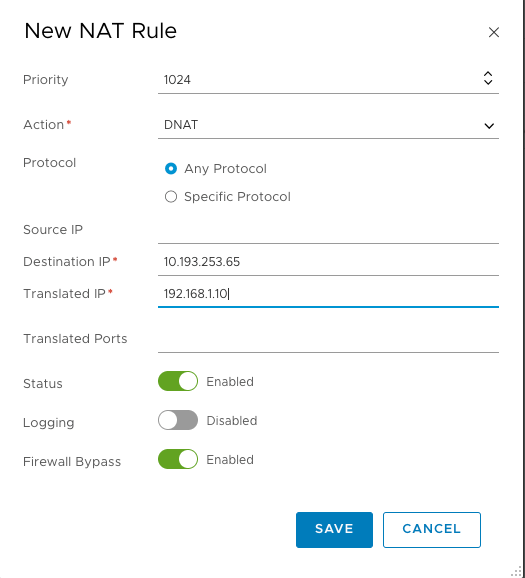 New NAT Rule
Priority 1024
Action* DNAT
Protocol Any Protocol
Specific Protocol
Source IP
Destination IP* 10.193.253.65
Translated IP* 192.168.1.10
Translated Ports
Status Enabled
Logging Disabled
Firewall Bypass Enabled
SAVE CANCEL